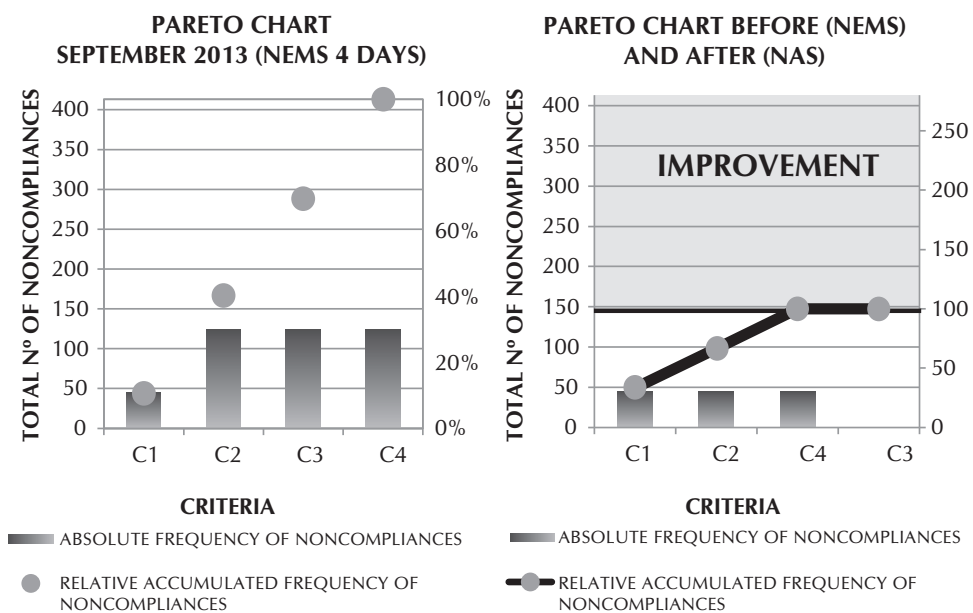 PARETO CHART
SEPTEMBER 2013 (NEMS 4 DAYS)
TOTAL Nº OF NONCOMPLIANCES
400
350
300
250
200
150
100
50
0
100%
80%
60%
40%
20%
0%
C1 C2 C3 C4
CRITERIA
ABSOLUTE FREQUENCY OF NONCOMPLIANCES
RELATIVE ACCUMULATED FREQUENCY OF
NONCOMPLIANCES
PARETO CHART BEFORE (NEMS)
AND AFTER (NAS)
TOTAL Nº OF NONCOMPLIANCES
400
350
300
250
200
150
100
50
0
IMPROVEMENT
250
200
150
100
50
0
C1 C2 C4 C3
CRITERIA
ABSOLUTE FREQUENCY OF NONCOMPLIANCES
RELATIVE ACCUMULATED FREQUENCY OF
NONCOMPLIANCES